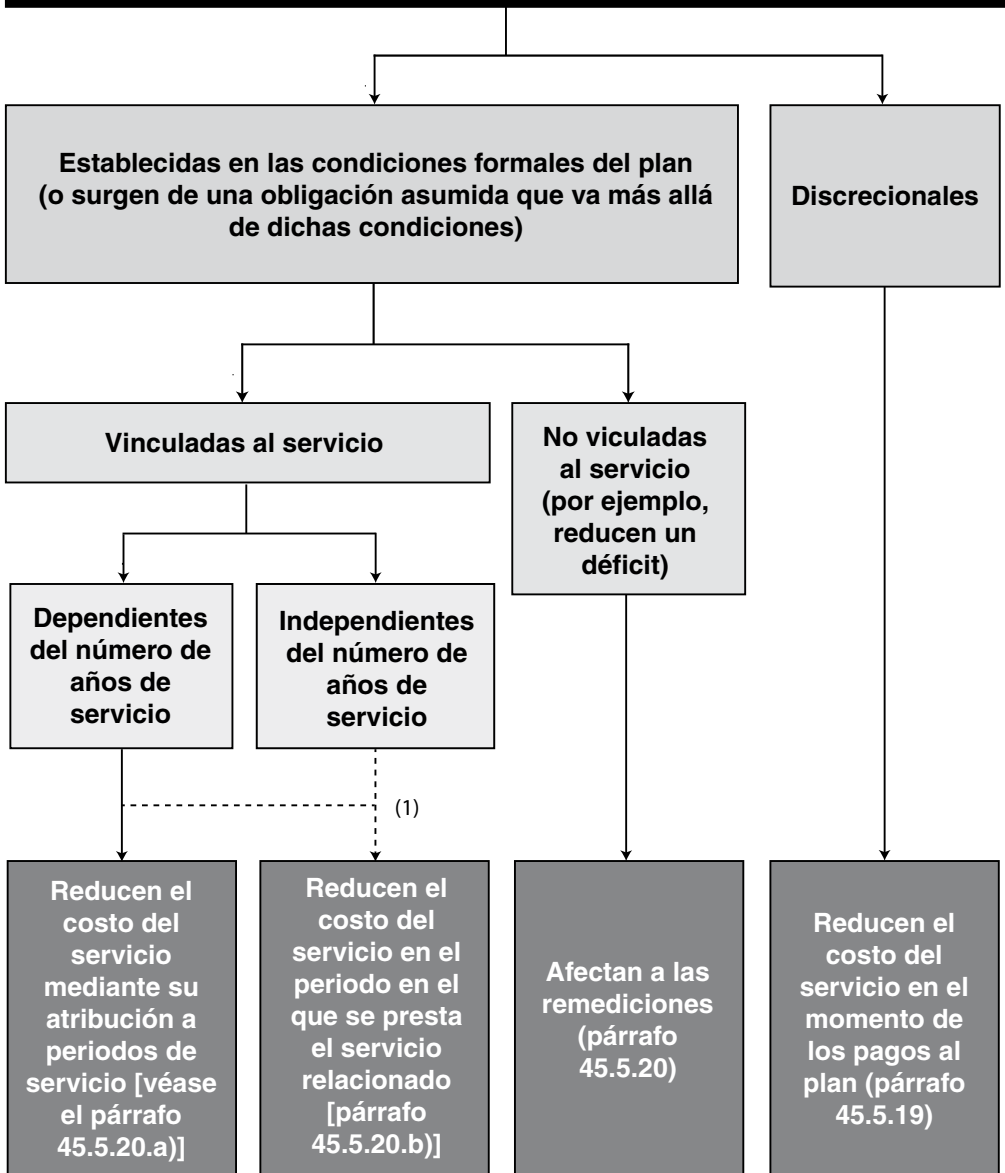 Establecidas en las condiciones formales del plan
(o surgen de una obligación asumida que va más allá
de dichas condiciones)
Discrecionales
Vinculadas al servicio
No viculadas
al servicio
(por ejemplo,
reducen un
déficit)
Dependientes
del número de
años de
servicio
Independientes
del número de
años de
servicio
(1)
Reducen el
costo del
servicio
mediante su
atribución a
periodos de
servicio [véase
el párrafo
45.5.20.a)]
Reducen el
costo del
servicio en el
periodo en el
que se presta
el servicio
relacionado
[párrafo
45.5.20.b)]
Afectan a las
remediciones
(párrafo
45.5.20)
Reducen el
costo del
servicio en el
momento de
los pagos al
plan (párrafo
45.5.19)